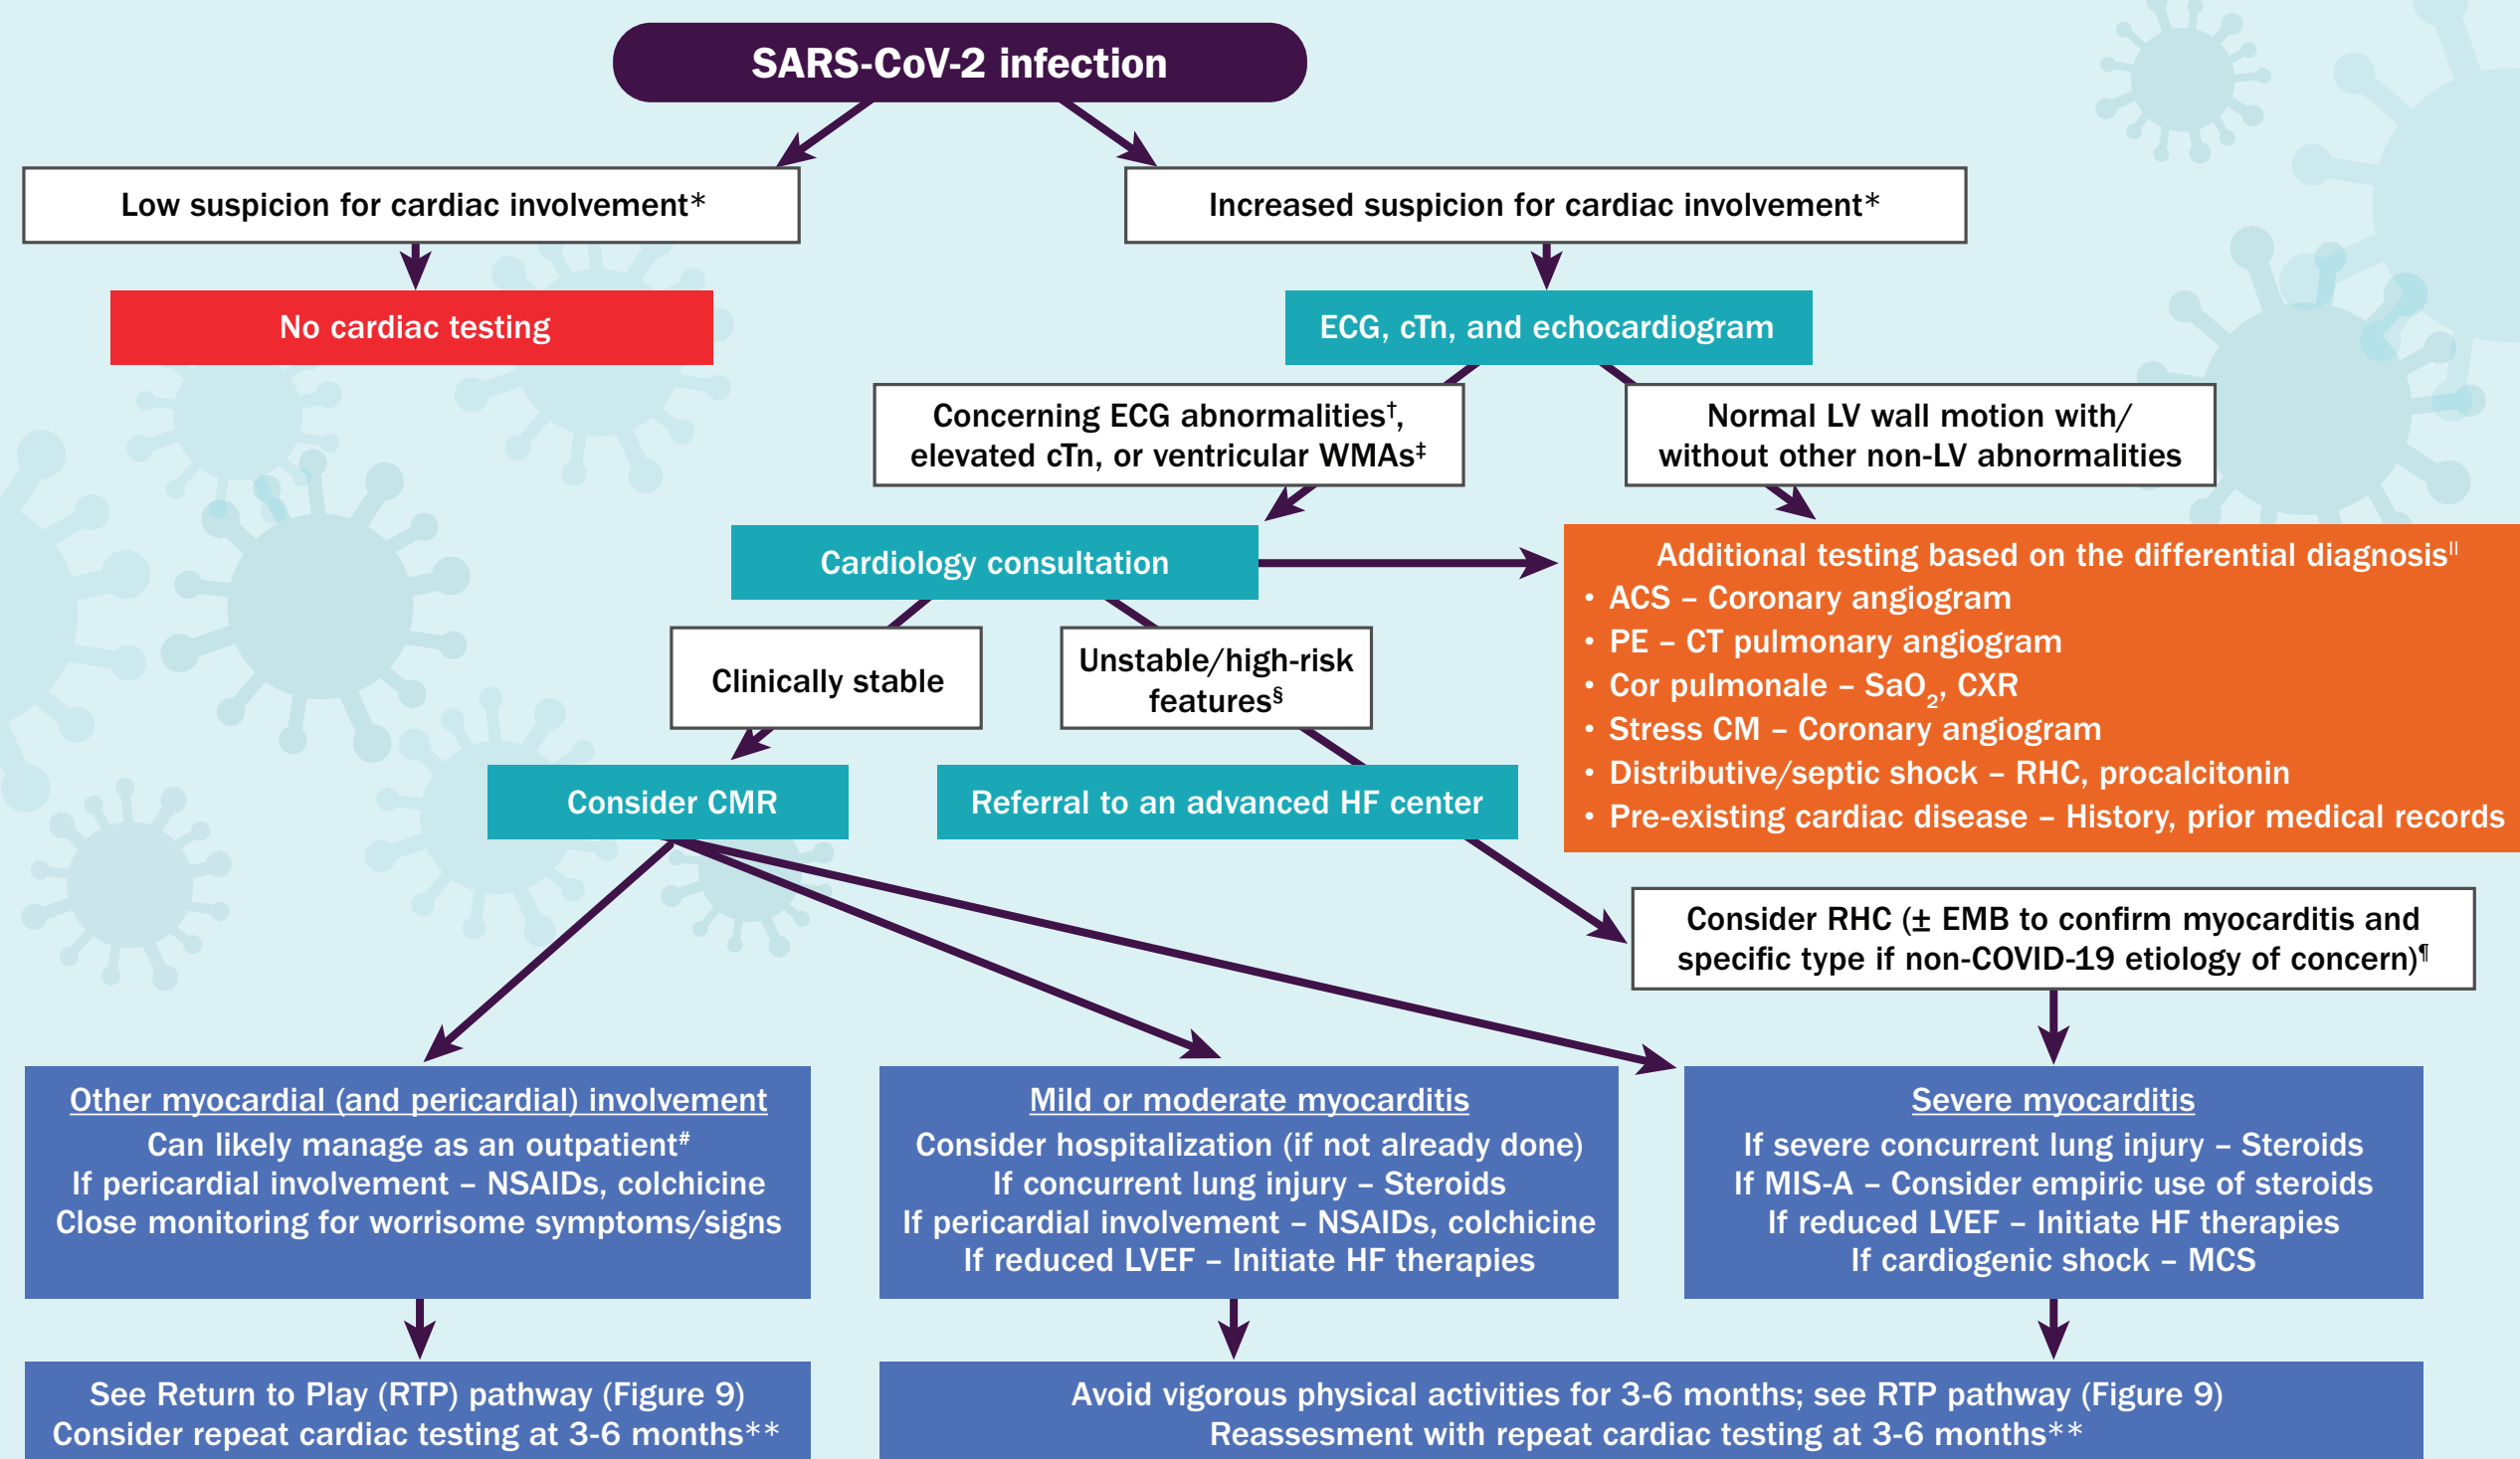 SARS-CoV-2 infection
Low suspicion for cardiac involvement*
Increased suspicion for cardiac involvement*
No cardiac testing
ECG, cTn, and echocardiogram
Concerning ECG abnormalities†,
elevated cTn, or ventricular WMAs‡
Normal LV wall motion with/
without other non-LV abnormalities
Cardiology consultation
Additional testing based on the differential diagnosis||
• ACS – Coronary angiogram
• PE – CT pulmonary angiogram
• Cor pulmonale – SaO2, CXR
• Stress CM – Coronary angiogram
• Distributive/septic shock – RHC, procalcitonin
• Pre-existing cardiac disease – History, prior medical records
Clinically stable
Unstable/high-risk
features§
Consider CMR
Referral to an advanced HF center
Consider RHC (± EMB to confirm myocarditis and
specific type if non-COVID-19 etiology of concern)¶
Other myocardial (and pericardial) involvement
Can likely manage as an outpatient#
If pericardial involvement – NSAIDs, colchicine
Close monitoring for worrisome symptoms/signs
Mild or moderate myocarditis
Consider hospitalization (if not already done)
If concurrent lung injury – Steroids
If pericardial involvement – NSAIDs, colchicine
If reduced LVEF – Initiate HF therapies
Severe myocarditis
If severe concurrent lung injury – Steroids
If MIS-A – Consider empiric use of steroids
If reduced LVEF – Initiate HF therapies
If cardiogenic shock – MCS
See Return to Play (RTP) pathway (Figure 9)
Consider repeat cardiac testing at 3-6 months**
Avoid vigorous physical activities for 3-6 months; see RTP pathway (Figure 9)
Reassesment with repeat cardiac testing at 3-6 months**